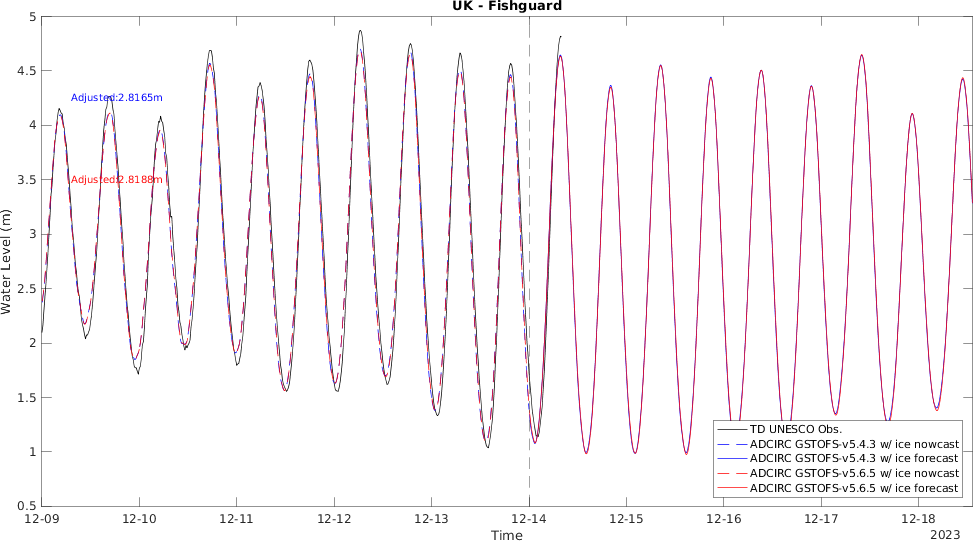 UK - Fishguard
5
4.5
4
3.5
3
2.5
2
1.5
1
0.5
Water Level (m)
Adjusted:2.8165m
Adjusted:2.8188m
TD UNESCO Obs.
ADCIRC GSTOFS-v5.4.3 w/ ice nowcast
ADCIRC GSTOFS-v5.4.3 w/ ice forecast
ADCIRC GSTOFS-v5.6.5 w/ ice nowcast
ADCIRC GSTOFS-v5.6.5 w/ ice forecast
12-09 12-10 12-11 12-12 12-13 12-14 12-15 12-16 12-17 12-18
Time
2023